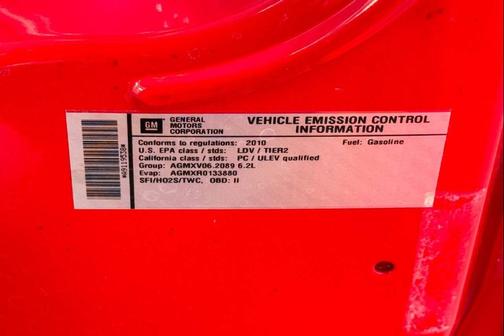 GM
GENERAL
MOTORS
CORPORATION
VEHICLE EMISSION CONTROL
INFORMATION
Conforms to regulations: 2010 Fuel: Gasoline
U.S. EPA class / stds: LDV / TIER2
California class / stds: PC / ULEV qualified
Group: AGMXV06.2089 6.2L
Evap: AGMXR0133880
SFI/HO2S/TWC, OBD: II